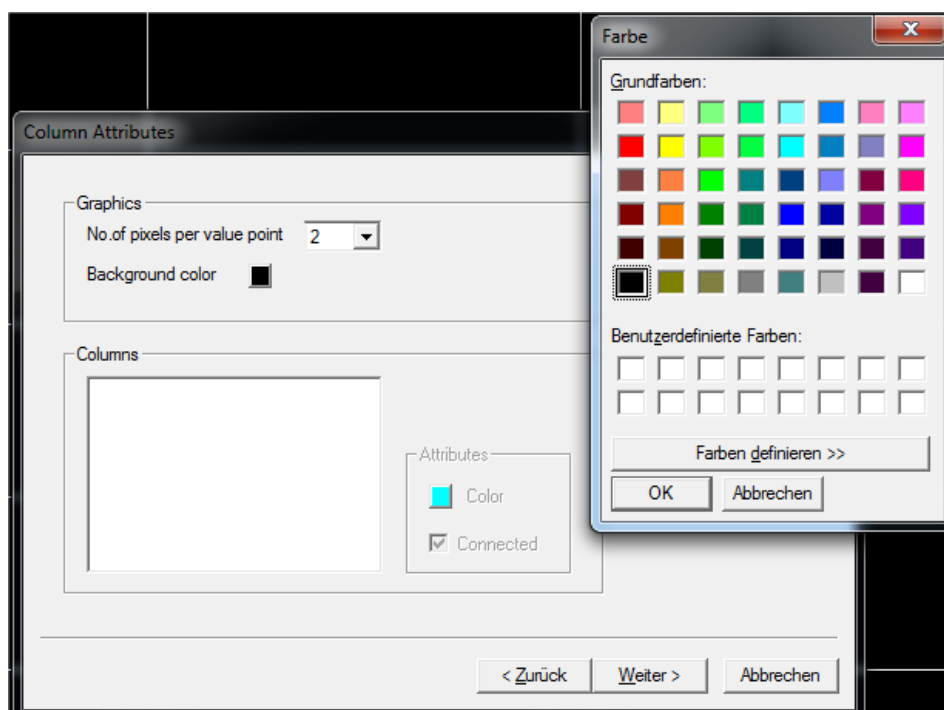 Column Attributes
Graphics
No.of pixels per value point 2
Background color
Columns
Attributes
Color
Connected
< Zurück Weiter > Abbrechen
Farbe
Grundfarben:
Benutzerdefinierte Farben:
Farben definieren >>
OK Abbrechen